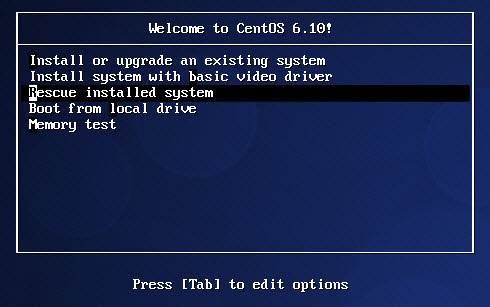 Welcome to CentOS 6.10!
Install or upgrade an existing system
Install system with basic video driver
Rescue installed system
Boot from local drive
Memory test
Press [Tab] to edit options